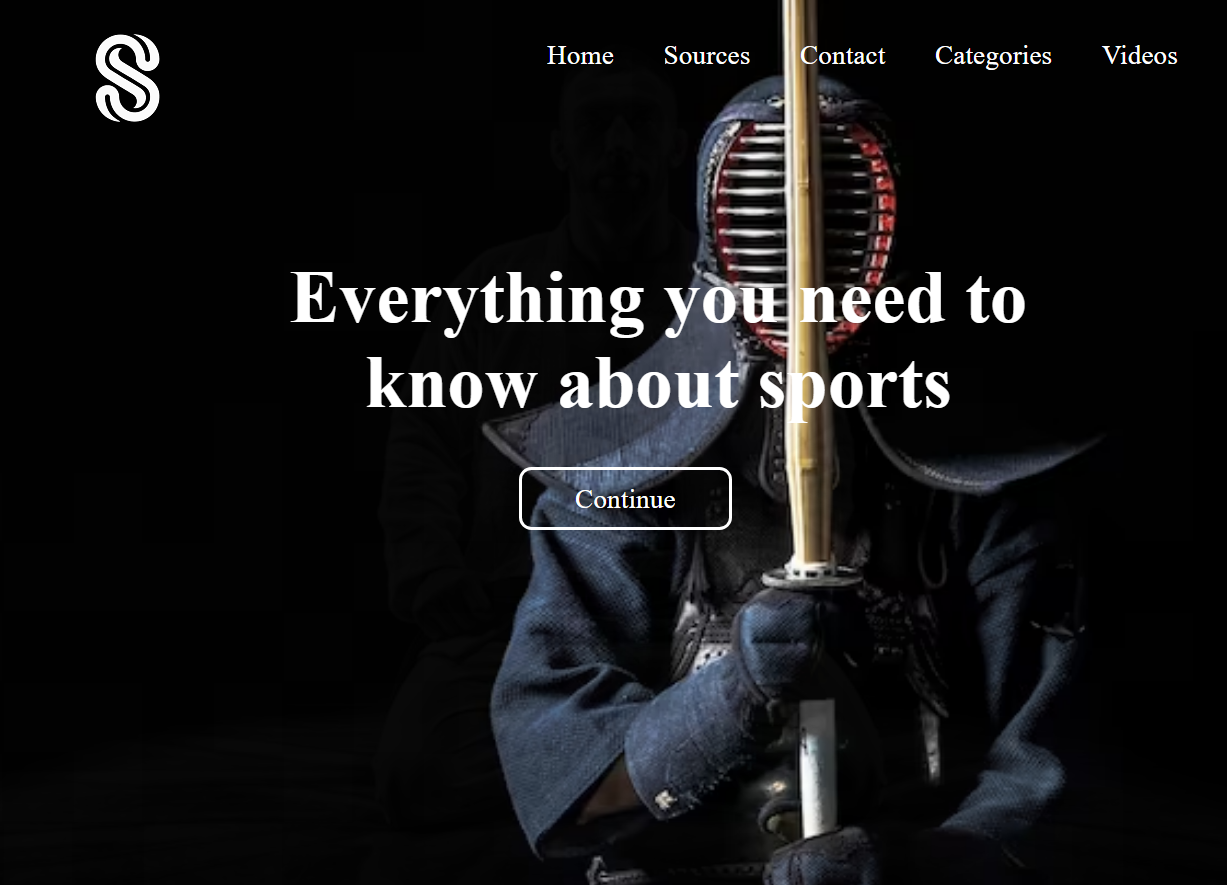 Home Sources Contact Categories Videos
Everything you need to
know about sports
Continue